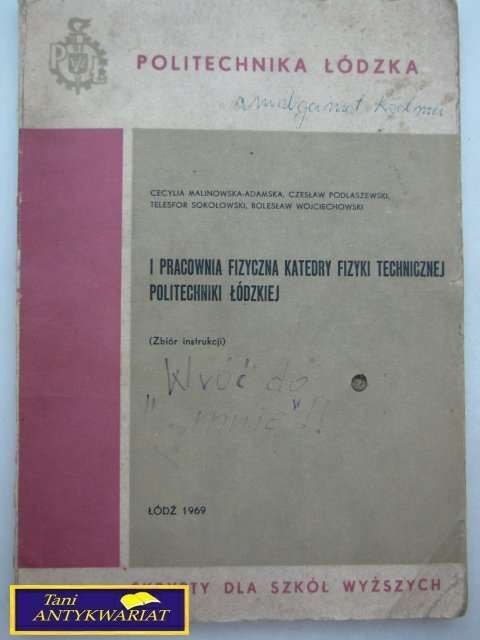 POLITECHNIKA ŁÓDZKA
amalgamat kadmu
CECYLIA MALINOWSKA-ADAMSKA, CZESŁAW PODLASZEWSKI,
TELESFOR SOKOŁOWSKI, BOLESŁAW WOJCIECHOWSKI
I PRACOWNIA FIZYCZNA KATEDRY FIZYKI TECHNICZNEJ
POLITECHNIKI ŁÓDZKIEJ
(Zbiór instrukcji)
Wróć do
ŁÓDŹ 1969
SKRYPTY DLA SZKÓŁ WYŻSZYCH
Tani
ANTYKWARIAT